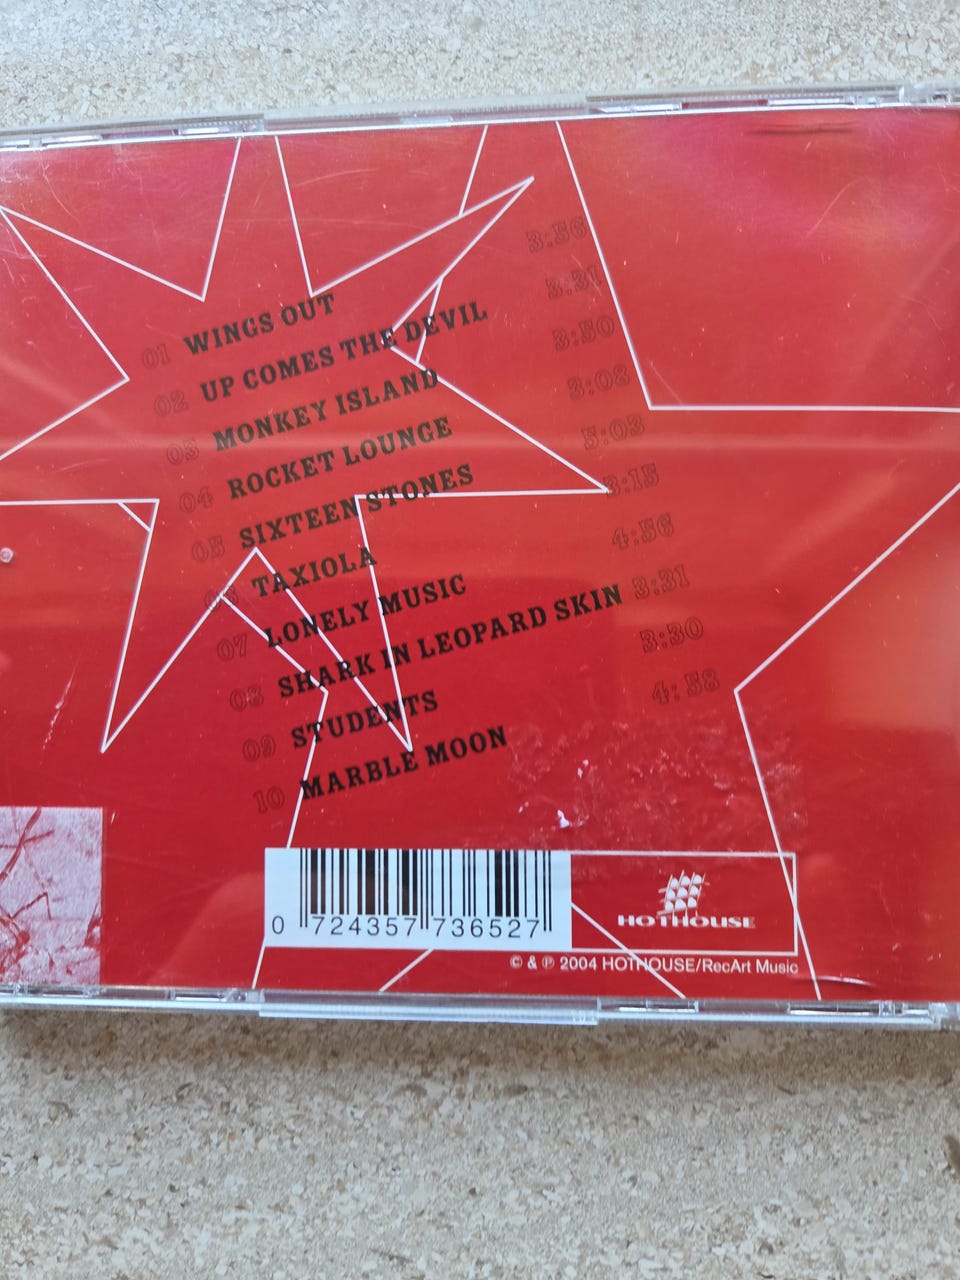 01 WINGS OUT 3:56
02 UP COMES THE DEVIL 3:31
03 MONKEY ISLAND 3:50
04 ROCKET LOUNGE 3:08
05 SIXTEEN STONES 5:03
06 TAXIOLA 3:15
07 LONELY MUSIC 4:56
08 SHARK IN LEOPARD SKIN 3:31
09 STUDENTS 3:30
10 MARBLE MOON 4:58
0 724357 736527
HOTHOUSE
© & ℗ 2004 HOTHOUSE/RecArt Music